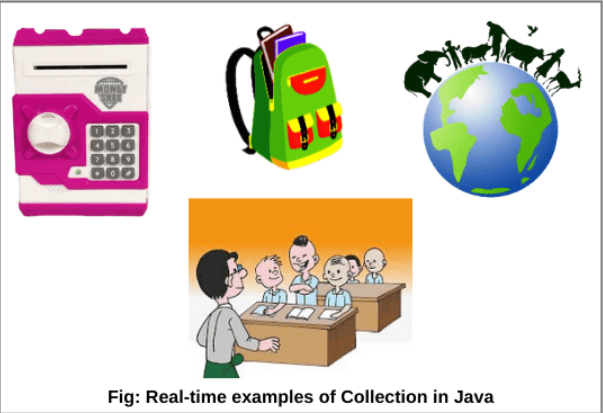 MONEY
SAFE
1 2 3
4 5 6
7 8 9
* 0 #
Fig: Real-time examples of Collection in Java